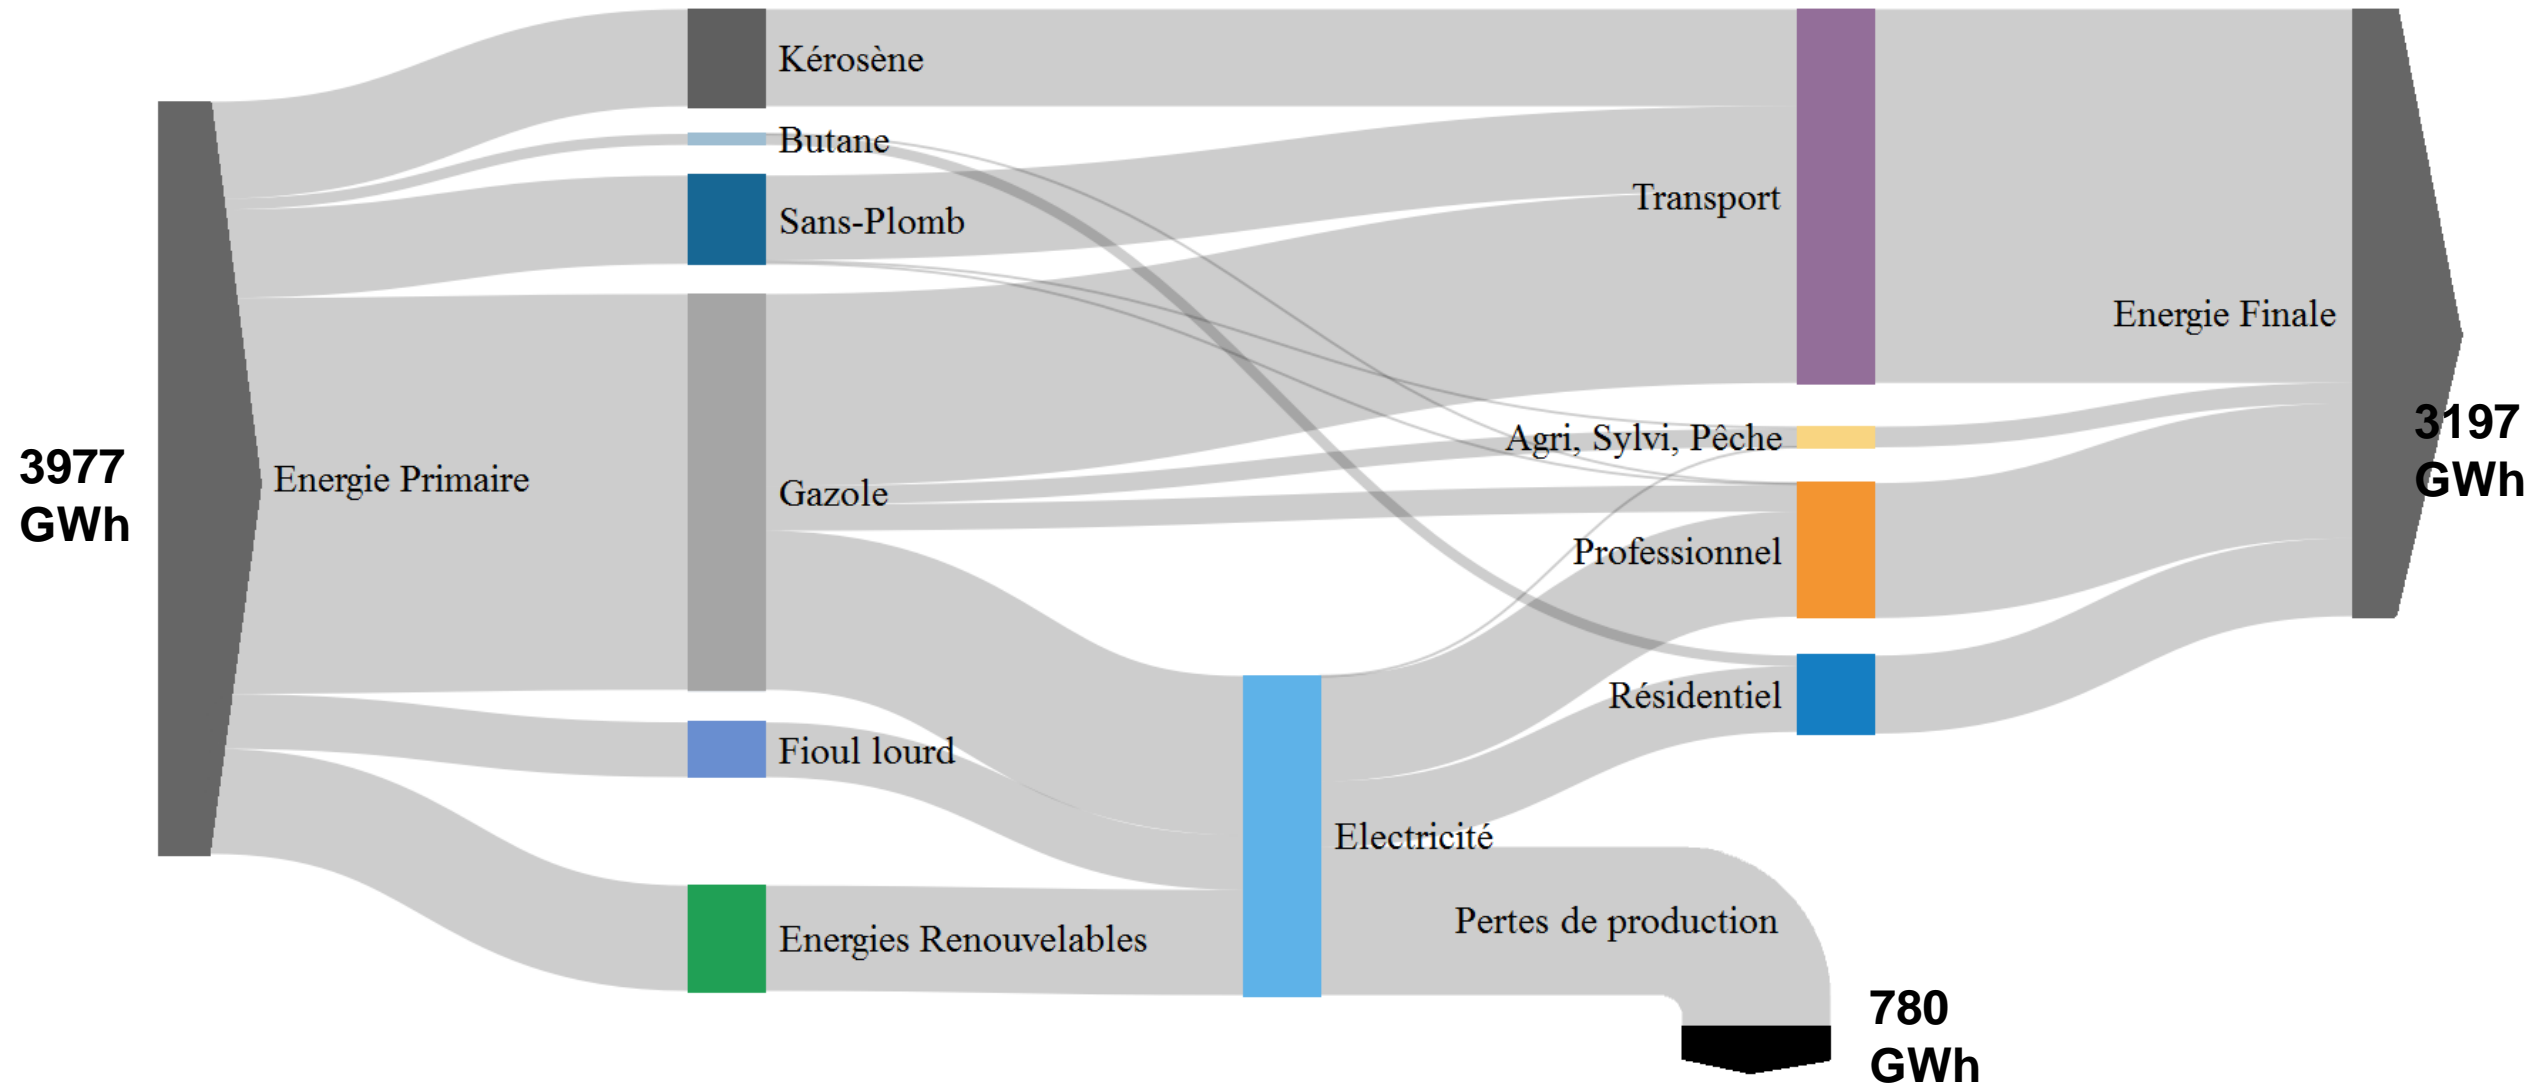 Kérosène
Butane
Sans-Plomb
Transport
Energie Finale
3197
GWh
Agri, Sylvi, Pêche
3977
GWh
Energie Primaire
Gazole
Professionnel
Résidentiel
Fioul lourd
Electricité
Pertes de production
Energies Renouvelables
780
GWh